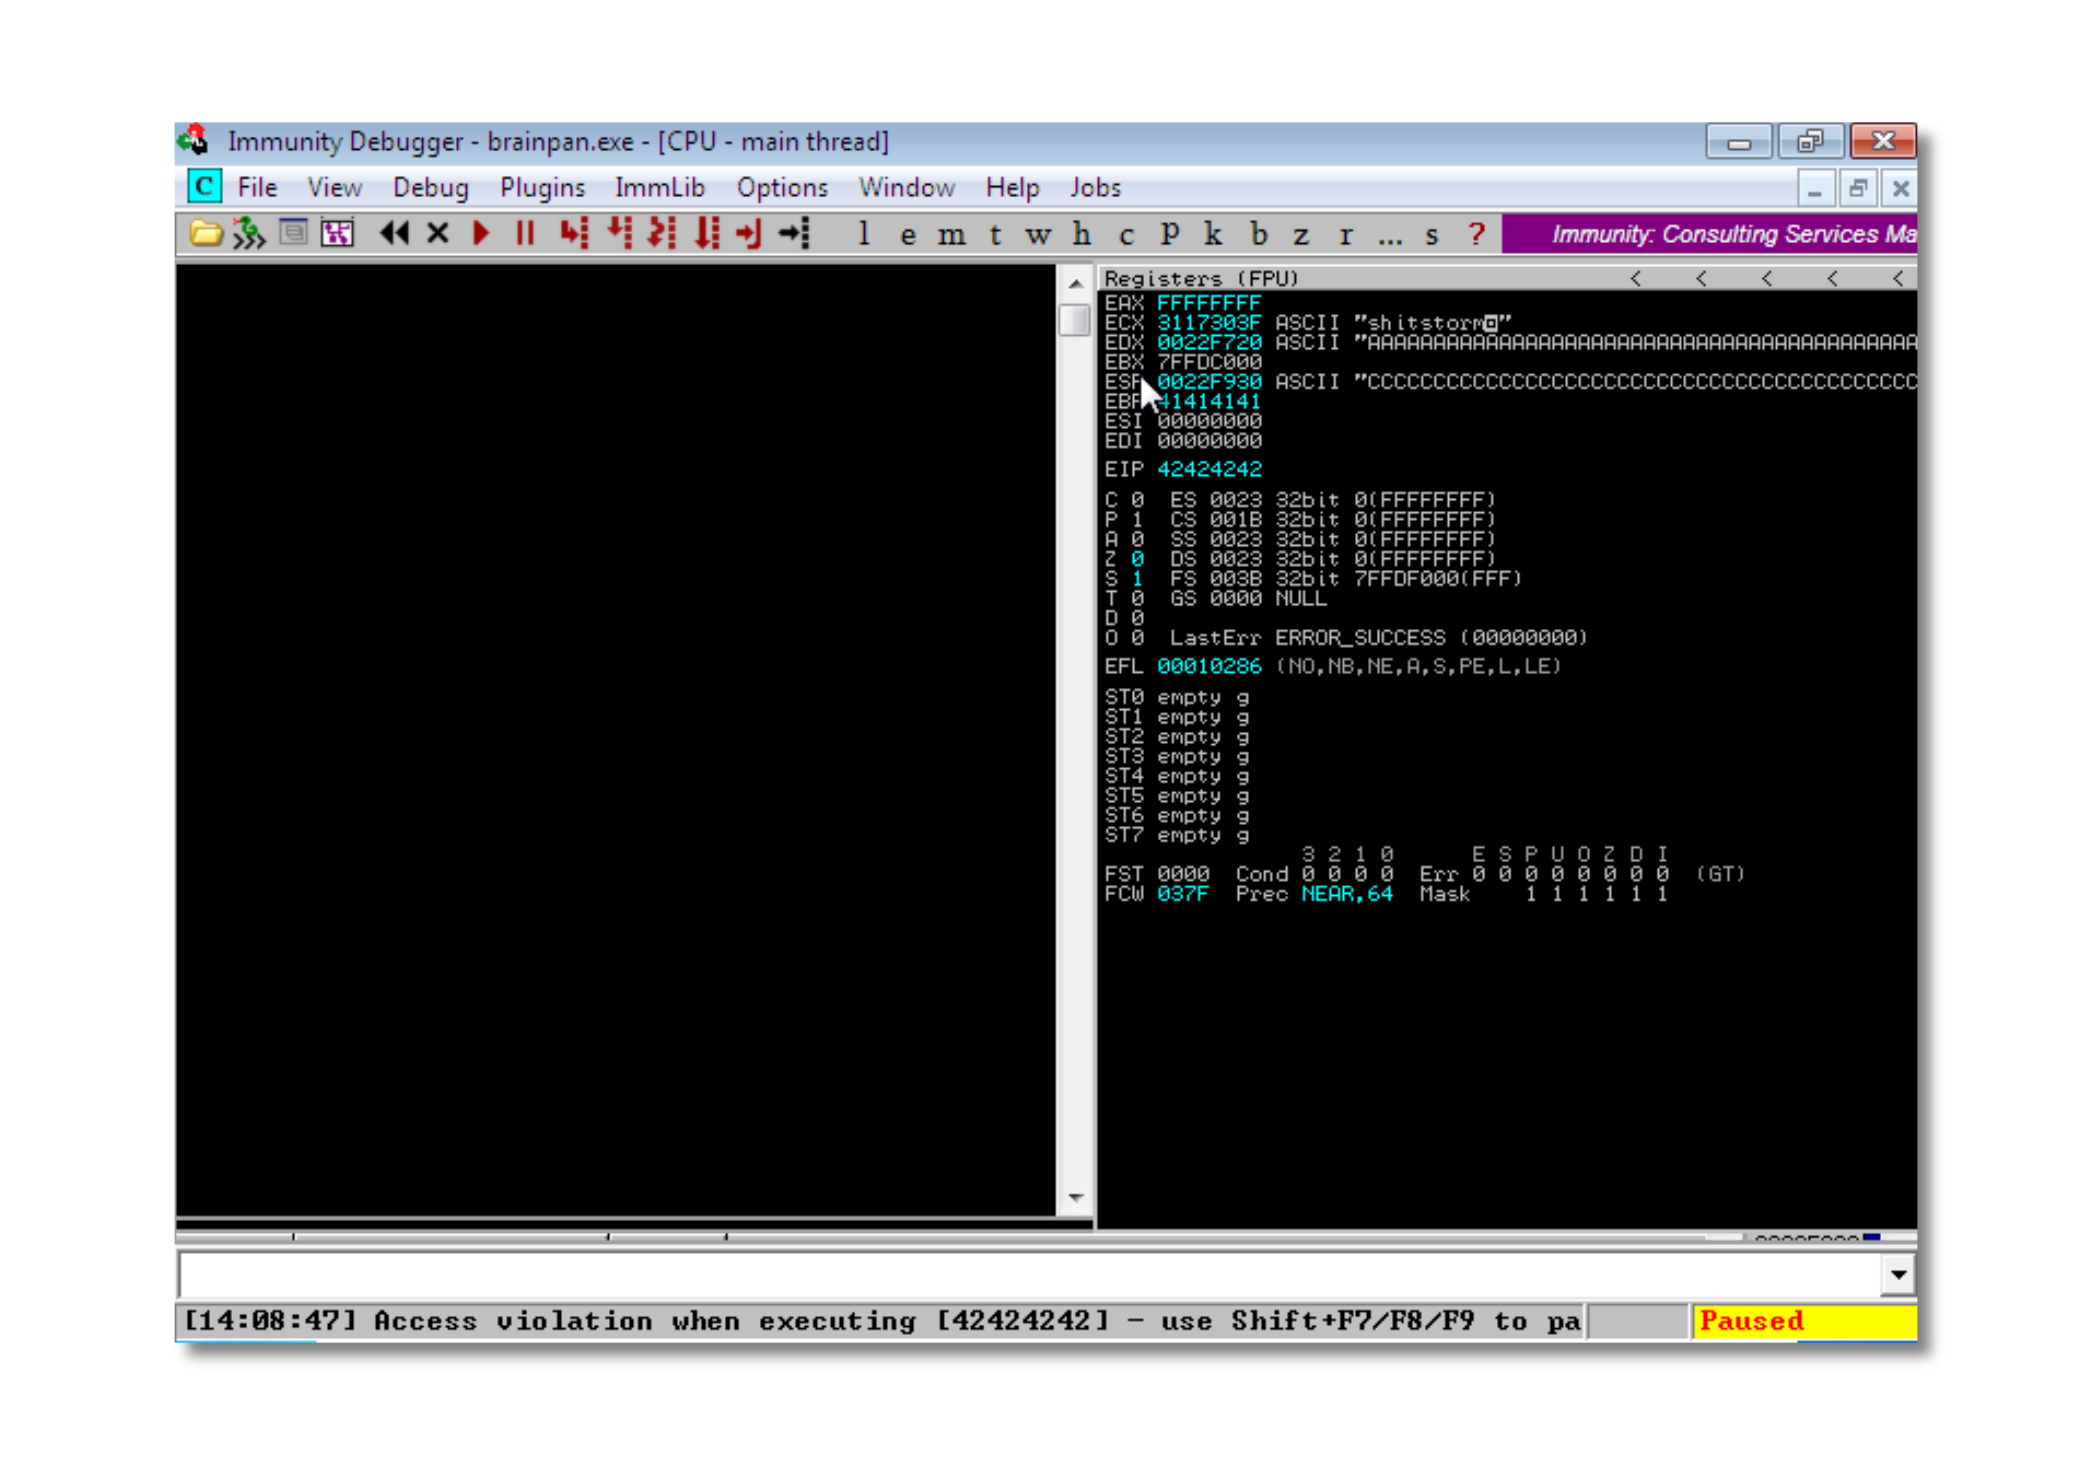 Immunity Debugger - brainpan.exe - [CPU - main thread]
C File View Debug Plugins ImmLib Options Window Help Jobs
l e m t w h c P k b z r ... s ? Immunity: Consulting Services Ma
Registers (FPU) < < < < <
EAX FFFFFFFF
ECX 3117303F ASCII "shitstorm"
EDX 0022F720 ASCII "AAAAAAAAAAAAAAAAAAAAAAAAAAAAAAAAAAAAAAAAAA
EBX 7FFDC000
ESP 0022F930 ASCII "CCCCCCCCCCCCCCCCCCCCCCCCCCCCCCCCCCCCCCCCCC
EBP 41414141
ESI 00000000
EDI 00000000
EIP 42424242
C 0 ES 0023 32bit 0(FFFFFFFF)
P 1 CS 001B 32bit 0(FFFFFFFF)
A 0 SS 0023 32bit 0(FFFFFFFF)
Z 0 DS 0023 32bit 0(FFFFFFFF)
S 1 FS 003B 32bit 7FFDF000(FFF)
T 0 GS 0000 NULL
D 0
O 0 LastErr ERROR_SUCCESS (00000000)
EFL 00010286 (NO,NB,NE,A,S,PE,L,LE)
ST0 empty g
ST1 empty g
ST2 empty g
ST3 empty g
ST4 empty g
ST5 empty g
ST6 empty g
ST7 empty g
3 2 1 0 E S P U O Z D I
FST 0000 Cond 0 0 0 0 Err 0 0 0 0 0 0 0 0 (GT)
FCW 037F Prec NEAR,64 Mask 1 1 1 1 1 1
[14:08:47] Access violation when executing [42424242] - use Shift+F7/F8/F9 to pa Paused